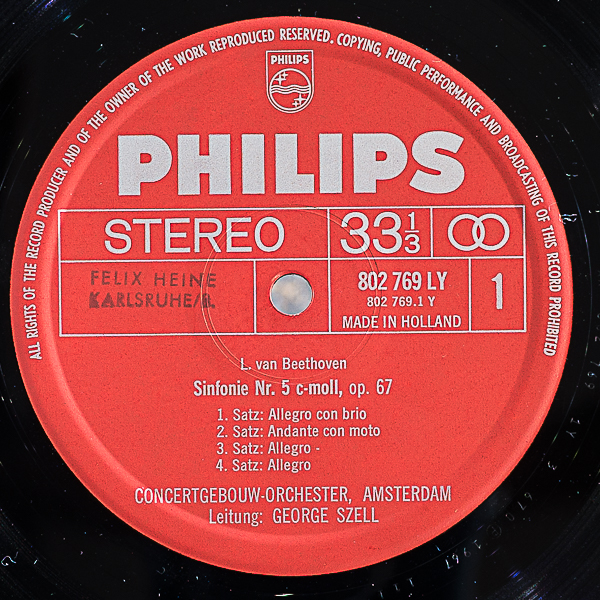 ALL RIGHTS OF THE RECORD PRODUCER AND OF THE OWNER OF THE WORK REPRODUCED RESERVED. COPYING, PUBLIC PERFORMANCE AND BROADCASTING OF THIS RECORD PROHIBITED
PHILIPS
PHILIPS
STEREO 33⅓
FELIX HEINE 802 769 LY 1
KARLSRUHE/B. 802 769.1 Y
MADE IN HOLLAND
L. van Beethoven
Sinfonie Nr. 5 c-moll, op. 67
1. Satz: Allegro con brio
2. Satz: Andante con moto
3. Satz: Allegro -
4. Satz: Allegro
CONCERTGEBOUW-ORCHESTER, AMSTERDAM
Leitung: GEORGE SZELL